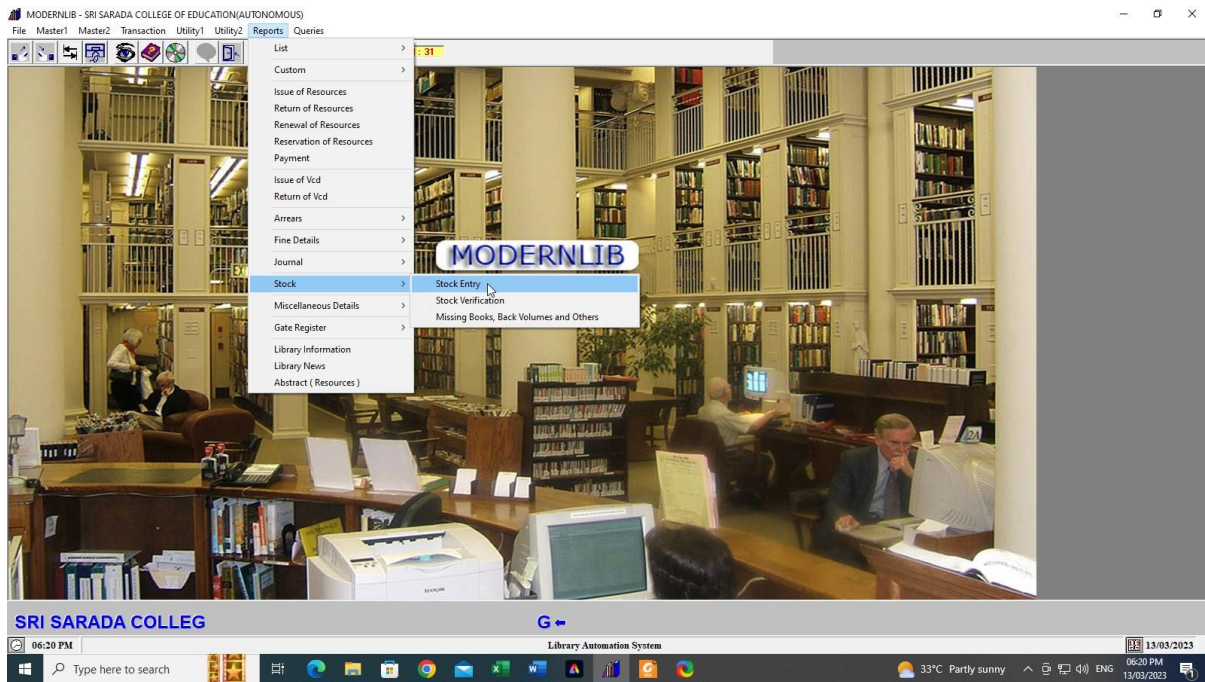 MODERNLIB - SRI SARADA COLLEGE OF EDUCATION(AUTONOMOUS)
File Master1 Master2 Transaction Utility1 Utility2 Reports Queries
: 31
List
Custom
Issue of Resources
Return of Resources
Renewal of Resources
Reservation of Resources
Payment
Issue of Vcd
Return of Vcd
Arrears
Fine Details
Journal
MODERNLIB
Stock
Stock Entry
Stock Verification
Missing Books, Back Volumes and Others
Miscellaneous Details
Gate Register
Library Information
Library News
Abstract ( Resources )
2A
SRI SARADA COLLEG G
06:20 PM Library Automation System 13/03/2023
Type here to search 33°C Partly sunny ENG 06:20 PM
13/03/2023